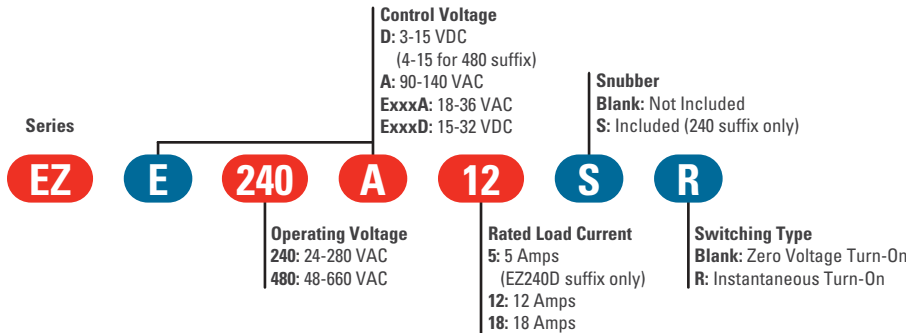 Control Voltage
D: 3-15 VDC
(4-15 for 480 suffix)
A: 90-140 VAC
ExxxA: 18-36 VAC
ExxxD: 15-32 VDC
Snubber
Blank: Not Included
S: Included (240 suffix only)
Series
EZ E 240 A 12 S R
Operating Voltage
240: 24-280 VAC
480: 48-660 VAC
Rated Load Current
5: 5 Amps
(EZ240D suffix only)
12: 12 Amps
18: 18 Amps
Switching Type
Blank: Zero Voltage Turn-On
R: Instantaneous Turn-On